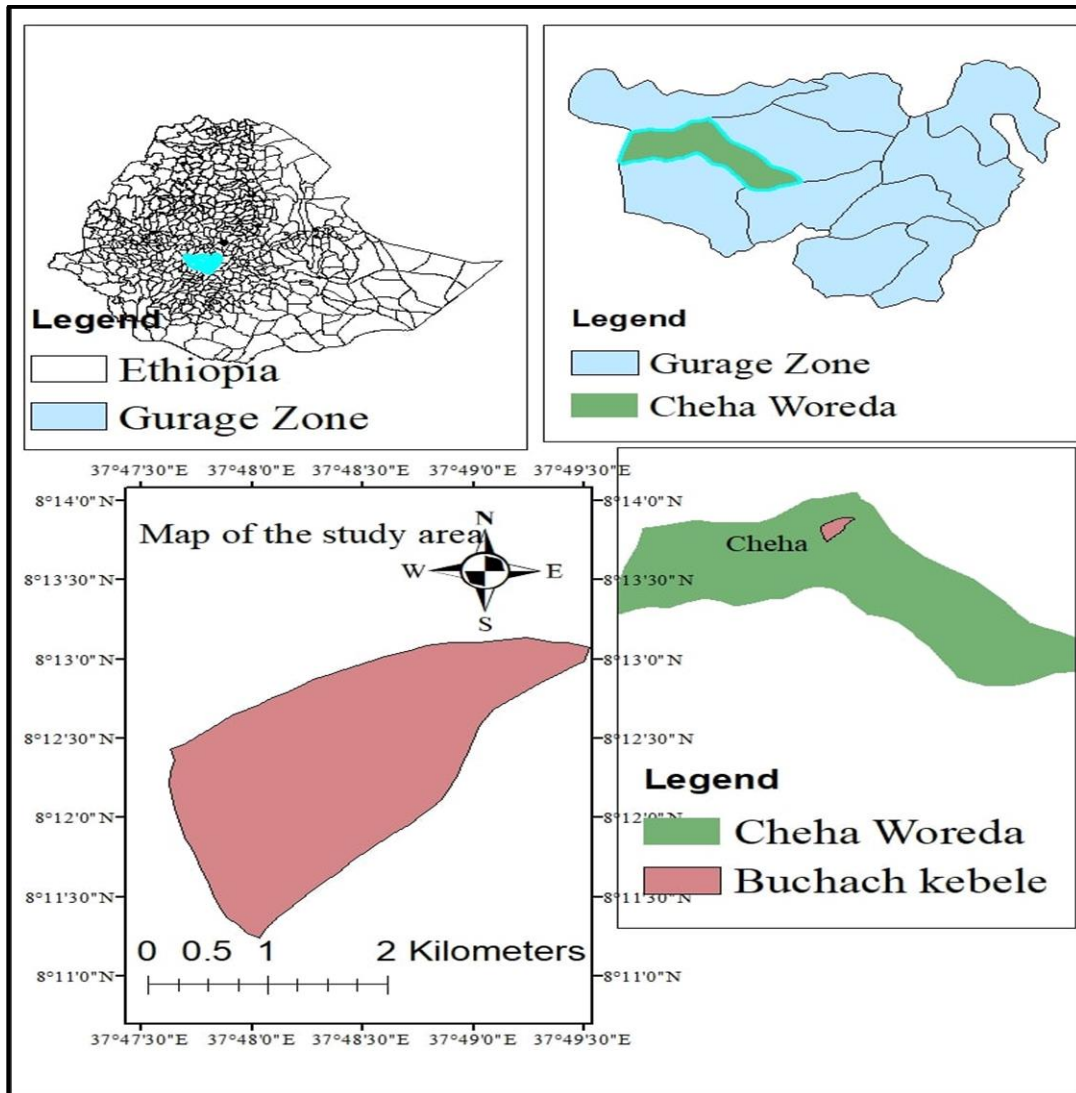 Legend
Ethiopia
Gurage Zone
Legend
Gurage Zone
Cheha Woreda
37°47'30"E 37°48'0"E 37°48'30"E 37°49'0"E 37°49'30"E
8°14'0"N
8°13'30"N
8°13'0"N
8°12'30"N
8°12'0"N
8°11'30"N
8°11'0"N
Map of the study area
N
W E
S
0 0.5 1 2 Kilometers
8°14'0"N
8°13'30"N
8°13'0"N
8°12'30"N
8°12'0"N
8°11'30"N
8°11'0"N
37°47'30"E 37°48'0"E 37°48'30"E 37°49'0"E 37°49'30"E
Cheha
Legend
Cheha Woreda
Buchach kebele